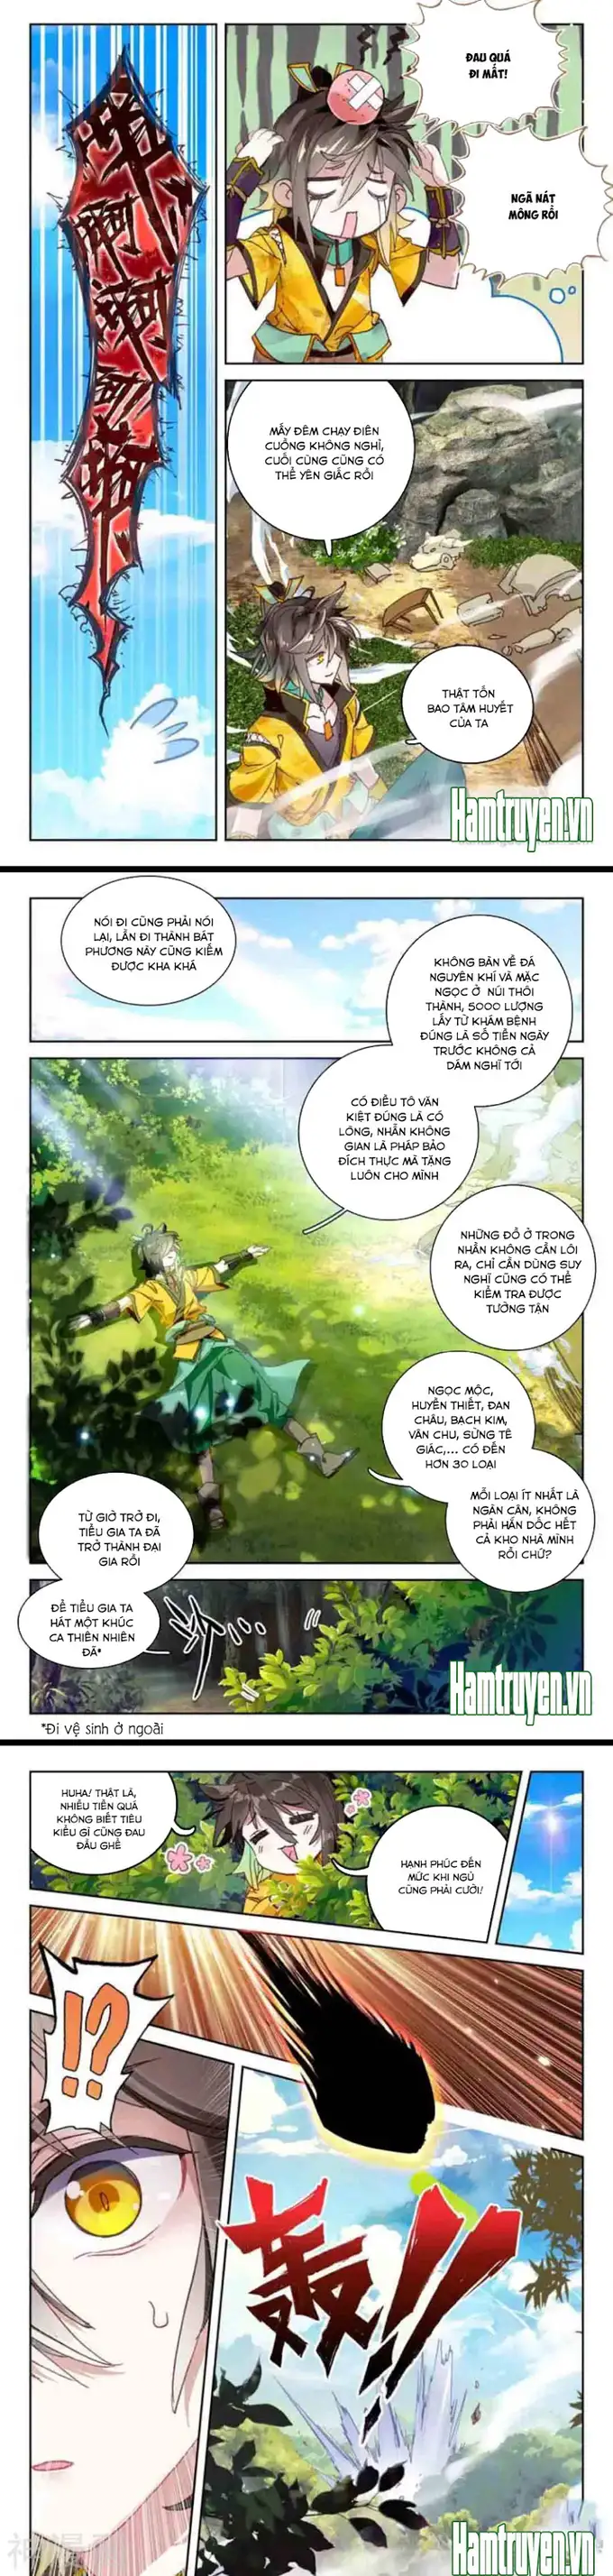 ĐAU QUÁ
ĐI MẤT!
NGÃ NÁT
MÔNG RỒI
MẤY ĐÊM CHẠY ĐIÊN
CUỒNG KHÔNG NGHỈ,
CUỐI CÙNG CŨNG CÓ
THỂ YÊN GIẤC RỒI
THẬT TỐN
BAO TÂM HUYẾT
CỦA TA
Hamtruyen.vn
NÓI ĐI CŨNG PHẢI NÓI
LẠI, LẦN ĐI THÀNH BÁT
PHƯƠNG NÀY CŨNG KIẾM
ĐƯỢC KHA KHÁ
KHÔNG BÀN VỀ ĐÁ
NGUYÊN KHÍ VÀ MẶC
NGỌC Ở NÚI THÔI
THÀNH, 5000 LƯỢNG
LẤY TỪ KHÁM BỆNH
ĐÚNG LÀ SỐ TIỀN NGÀY
TRƯỚC KHÔNG CẢ
DÁM NGHĨ TỚI
CÓ ĐIỀU TÔ VĂN
KIỆT ĐÚNG LÀ CÓ
LÒNG, NHẪN KHÔNG
GIAN LÀ PHÁP BẢO
ĐÍCH THỰC MÀ TẶNG
LUÔN CHO MÌNH
NHỮNG ĐỒ Ở TRONG
NHẪN KHÔNG CẦN LÔI
RA, CHỈ CẦN DÙNG SUY
NGHĨ CŨNG CÓ THỂ
KIỂM TRA ĐƯỢC
TƯỜNG TẬN
NGỌC MỘC,
HUYỀN THIẾT, ĐAN
CHÂU, BẠCH KIM,
VÂN CHU, SỪNG TÊ
GIÁC,... CÓ ĐẾN
HƠN 30 LOẠI
MỖI LOẠI ÍT NHẤT LÀ
NGÀN CÂN, KHÔNG
PHẢI HẮN DỐC HẾT
CẢ KHO NHÀ MÌNH
RỒI CHỨ?
TỪ GIỜ TRỞ ĐI,
TIỂU GIA TA ĐÃ
TRỞ THÀNH ĐẠI
GIA RỒI
ĐỂ TIỂU GIA TA
HÁT MỘT KHÚC
CA THIÊN NHIÊN
ĐÃ*
沙
Hamtruyen.vn
*Đi vệ sinh ở ngoài
HUHA! THẬT LÀ,
NHIỀU TIỀN QUÁ
KHÔNG BIẾT TIÊU
KIỂU GÌ CŨNG ĐAU
ĐẦU GHÊ
HẠNH PHÚC ĐẾN
MỨC KHI NGỦ
CŨNG PHẢI CƯỜI!
!?
轰!!
Hamtruyen.vn